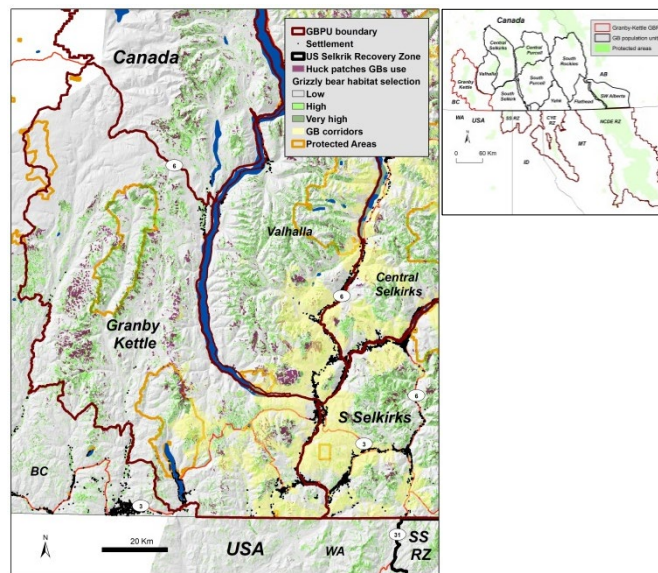 Canada
GBPU boundary
Settlement
US Selkrik Recovery Zone
Huck patches GBs use
Grizzly bear habitat selection
Low
High
Very high
GB corridors
Protected Areas
6
Valhalla
Central
Selkirks
6
Granby
Kettle
S Selkirks
6
3
BC
3
N
20 Km
USA
WA
31
SS
RZ
Canada
Granby-Kettle GBP
GB population unit
Protected areas
Central
Selkirks
Central
Purcell
South
Rockies
Granby
Kettle
Valhalla
South
Purcell
AB
BC
South
Selkirk
Yahk
Flathead
SW Alberta
WA
USA
SS RZ
CYE
RZ
NCDE RZ
N
MT
ID
0
80 Km